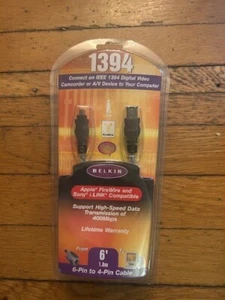 1394
Connect an IEEE 1394 Digital Video
Camcorder or A/V Device to Your Computer
BELKIN
Apple® FireWire and
Sony® i.LINK® Compatible
Support High-Speed Data
Transmission of
400Mbps
Lifetime Warranty
From
6'
1.8m
6-Pin to 4-Pin Cable